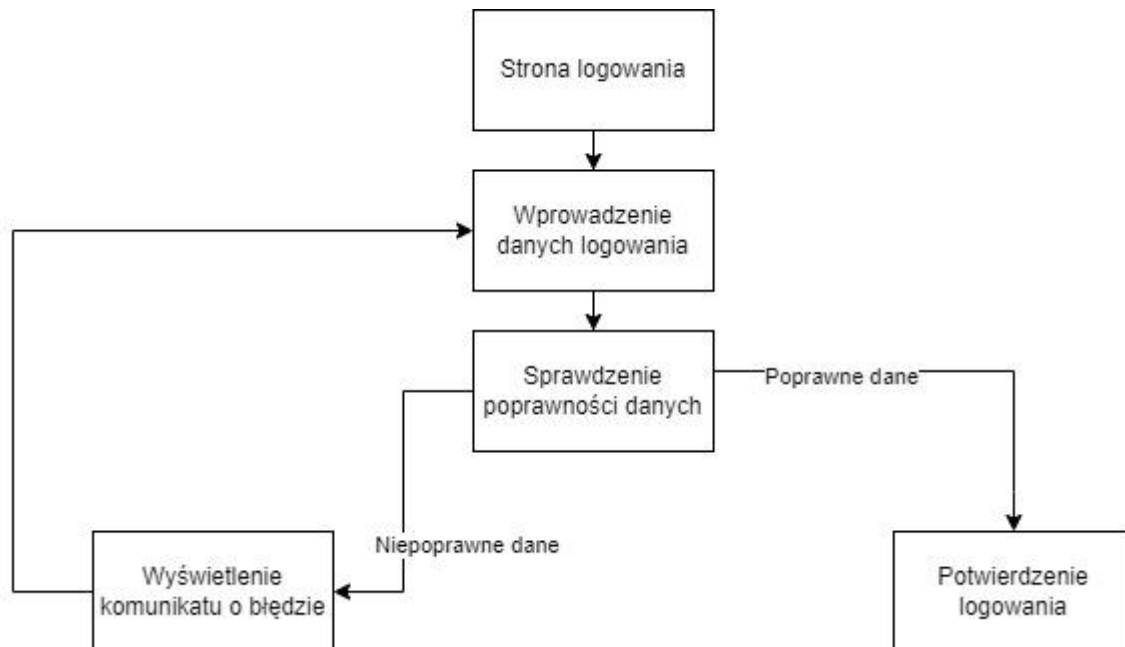 Strona logowania
Wprowadzenie
danych logowania
Sprawdzenie
poprawności danych
Poprawne dane
Niepoprawne dane
Wyświetlenie
komunikatu o błędzie
Potwierdzenie
logowania